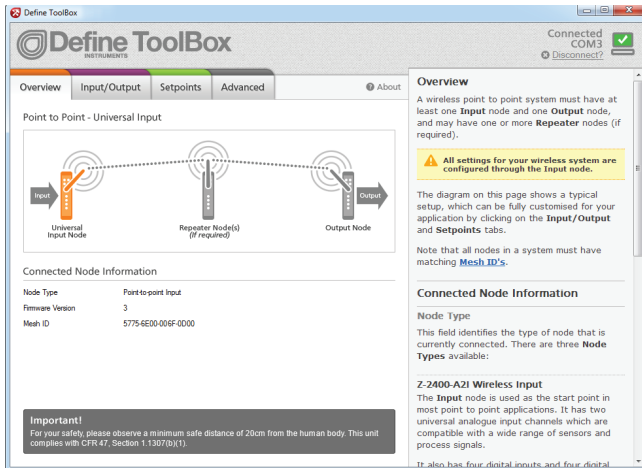 Define ToolBox
Define ToolBox
INSTRUMENTS
Connected
COM3
Disconnect?
Overview
Input/Output
Setpoints
Advanced
About
Point to Point - Universal Input
Input
Output
Universal
Input Node
Repeater Node(s)
(If required)
Output Node
Connected Node Information
Node Type Point-to-point Input
Firmware Version 3
Mesh ID 5775-6E00-006F-0D00
Important!
For your safety, please observe a minimum safe distance of 20cm from the human body. This unit
complies with CFR 47, Section 1.1307(b)(1).
Overview
A wireless point to point system must have at
least one Input node and one Output node,
and may have one or more Repeater nodes (if
required).
All settings for your wireless system are
configured through the Input node.
The diagram on this page shows a typical
setup, which can be fully customised for your
application by clicking on the Input/Output
and Setpoints tabs.
Note that all nodes in a system must have
matching Mesh ID's.
Connected Node Information
Node Type
This field identifies the type of node that is
currently connected. There are three Node
Types available:
Z-2400-A2I Wireless Input
The Input node is used as the start point in
most point to point applications. It has two
universal analogue input channels which are
compatible with a wide range of sensors and
process signals.
It also has four digital inputs and four digital